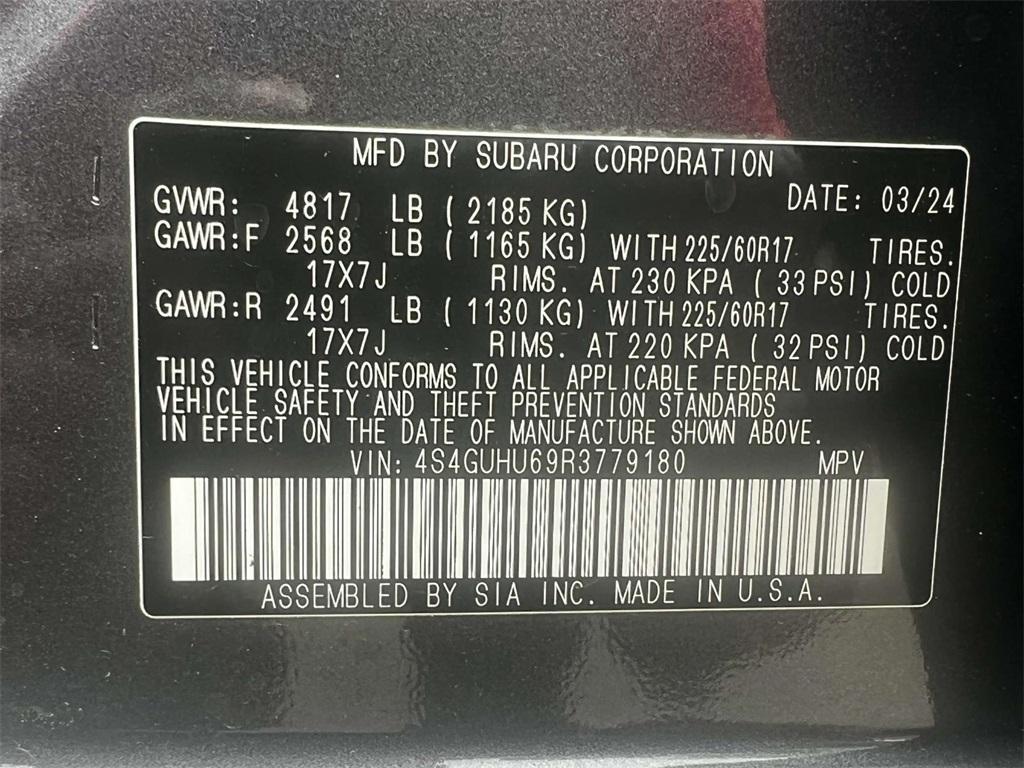 MFD BY SUBARU CORPORATION
GVWR: 4817 LB ( 2185 KG) DATE: 03/24
GAWR:F 2568 LB ( 1165 KG) WITH 225/60R17 TIRES.
17X7J RIMS. AT 230 KPA ( 33 PSI) COLD
GAWR:R 2491 LB ( 1130 KG) WITH 225/60R17 TIRES.
17X7J RIMS. AT 220 KPA ( 32 PSI) COLD
THIS VEHICLE CONFORMS TO ALL APPLICABLE FEDERAL MOTOR
VEHICLE SAFETY AND THEFT PREVENTION STANDARDS
IN EFFECT ON THE DATE OF MANUFACTURE SHOWN ABOVE.
VIN: 4S4GUHU69R3779180 MPV
ASSEMBLED BY SIA INC. MADE IN U.S.A.